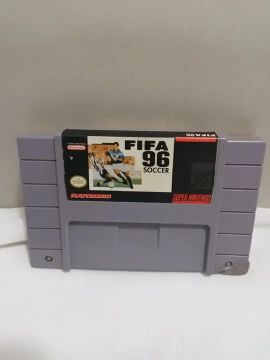 FIFA 96
FIFA
96
SOCCER
PLAYTRONIC
SUPER NINTENDO